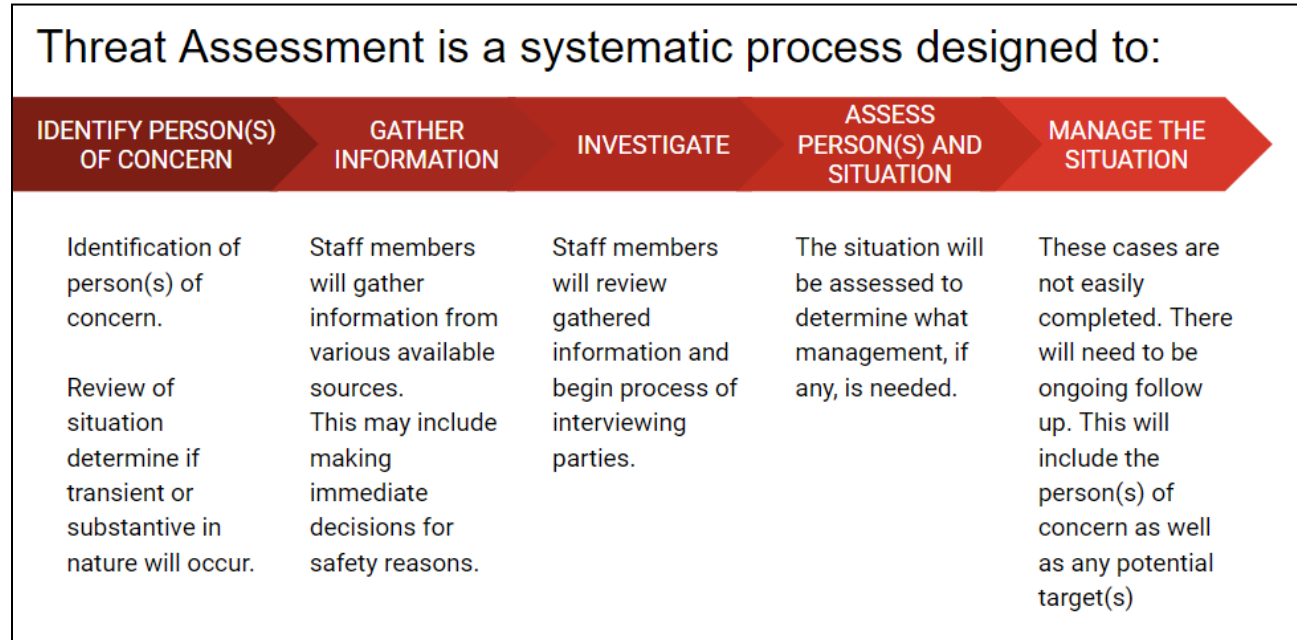 Threat Assessment is a systematic process designed to:
IDENTIFY PERSON(S)
OF CONCERN
GATHER
INFORMATION
INVESTIGATE
ASSESS
PERSON(S) AND
SITUATION
MANAGE THE
SITUATION
Identification of
person(s) of
concern.
Review of
situation
determine if
transient or
substantive in
nature will occur.
Staff members
will gather
information from
various available
sources.
This may include
making
immediate
decisions for
safety reasons.
Staff members
will review
gathered
information and
begin process of
interviewing
parties.
The situation will
be assessed to
determine what
management, if
any, is needed.
These cases are
not easily
completed. There
will need to be
ongoing follow
up. This will
include the
person(s) of
concern as well
as any potential
target(s)